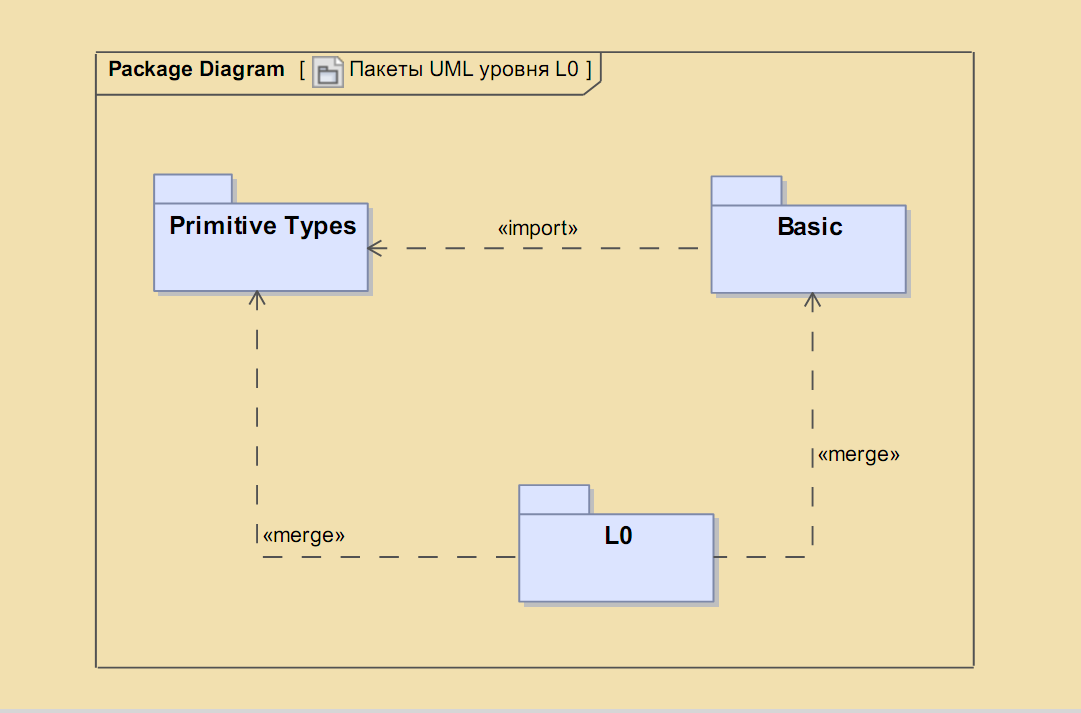 Package Diagram [ Пакеты UML уровня L0 ]
Primitive Types
«import»
Basic
«merge»
«merge»
L0